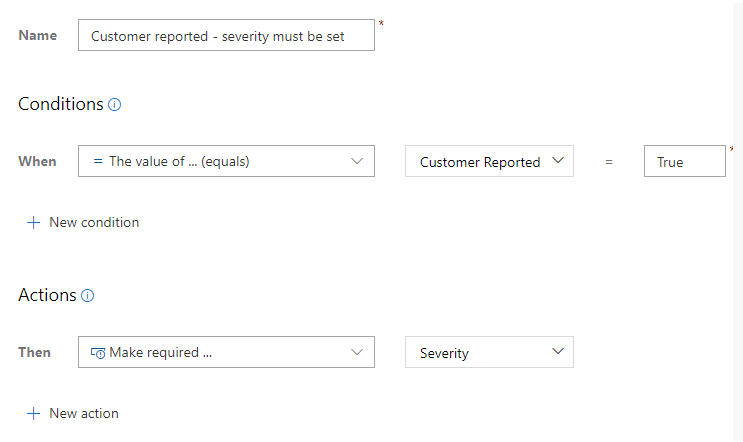 Name Customer reported - severity must be set *
Conditions
When = The value of ... (equals) Customer Reported = True *
+ New condition
Actions
Then Make required ... Severity
+ New action